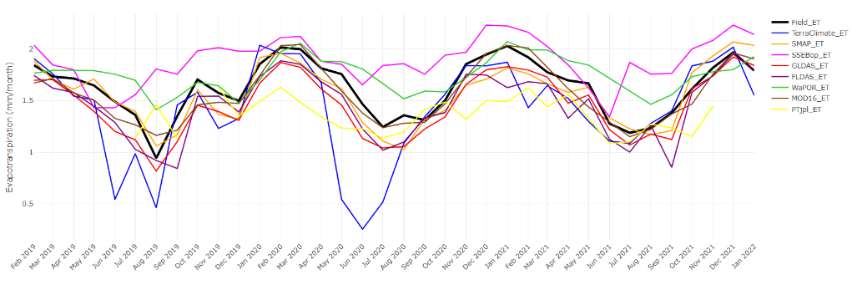 Evapotranspiration (mm/month)
2
1.5
1
0.5
Feb 2019
Mar 2019
Apr 2019
May 2019
Jun 2019
Jul 2019
Aug 2019
Sep 2019
Oct 2019
Nov 2019
Dec 2019
Jan 2020
Feb 2020
Mar 2020
Apr 2020
May 2020
Jun 2020
Jul 2020
Aug 2020
Sep 2020
Oct 2020
Nov 2020
Dec 2020
Jan 2021
Feb 2021
Mar 2021
Apr 2021
May 2021
Jun 2021
Jul 2021
Aug 2021
Sep 2021
Oct 2021
Nov 2021
Dec 2021
Jan 2022
Field_ET
TerraClimate_ET
SMAP_ET
SSEBop_ET
GLDAS_ET
FLDAS_ET
WaPOR_ET
MOD16_ET
PTJpl_ET